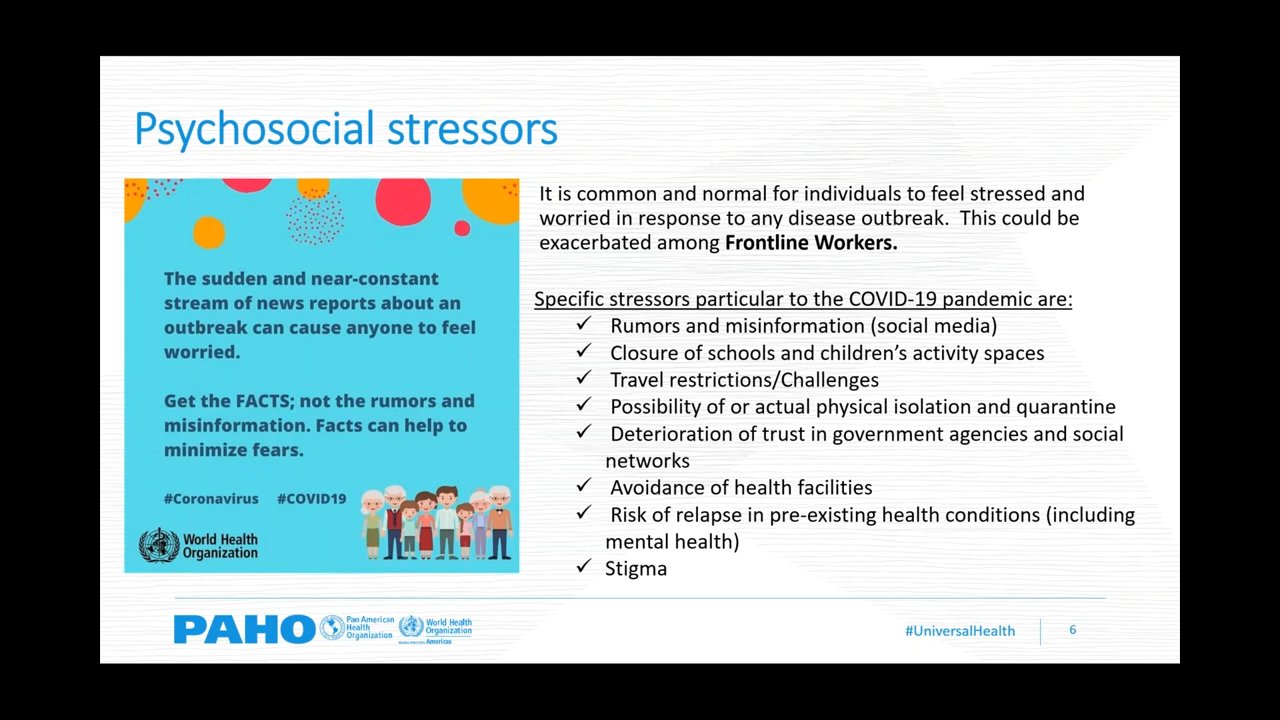 Psychosocial stressors
The sudden and near-constant
stream of news reports about an
outbreak can cause anyone to feel
worried.
Get the FACTS; not the rumors and
misinformation. Facts can help to
minimize fears.
#Coronavirus #COVID19
World Health
Organization
It is common and normal for individuals to feel stressed and
worried in response to any disease outbreak. This could be
exacerbated among Frontline Workers.
Specific stressors particular to the COVID-19 pandemic are:
✓ Rumors and misinformation (social media)
✓ Closure of schools and children’s activity spaces
✓ Travel restrictions/Challenges
✓ Possibility of or actual physical isolation and quarantine
✓ Deterioration of trust in government agencies and social
networks
✓ Avoidance of health facilities
✓ Risk of relapse in pre-existing health conditions (including
mental health)
✓ Stigma
PAHO
Pan American
Health
Organization
World Health
Organization
Americas
#UniversalHealth
6